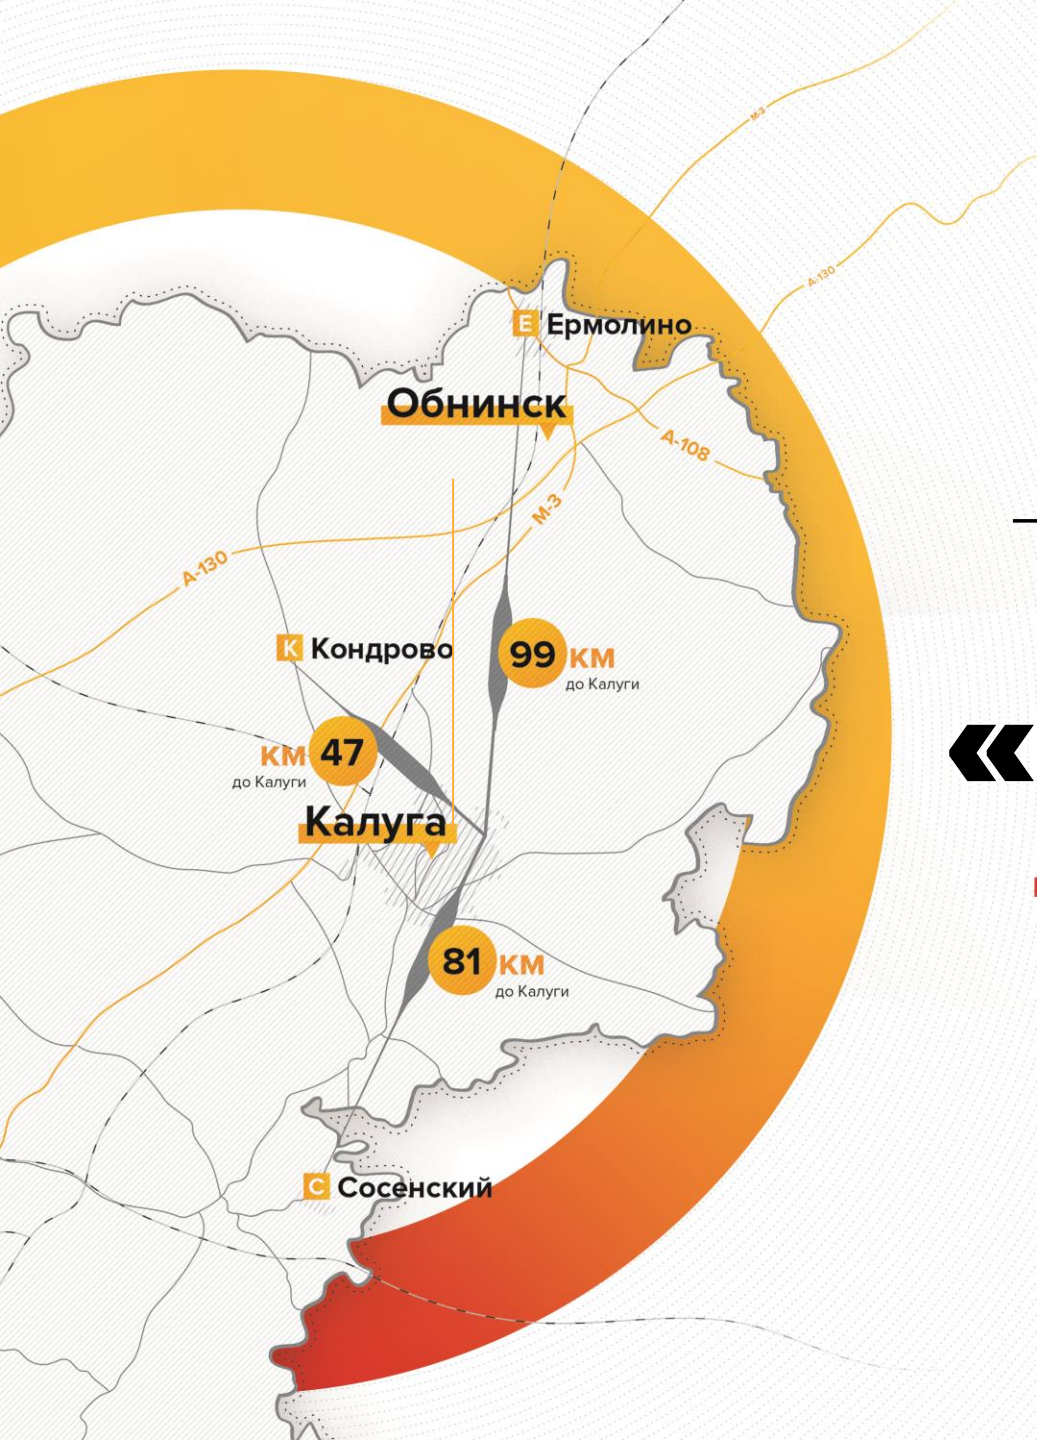 М-3
А-130
Е Ермолино
Обнинск
А-108
М-3
А-130
К Кондрово
99 КМ
до Калуги
КМ 47
до Калуги
Калуга
«
81 КМ
до Калуги
С Сосенский